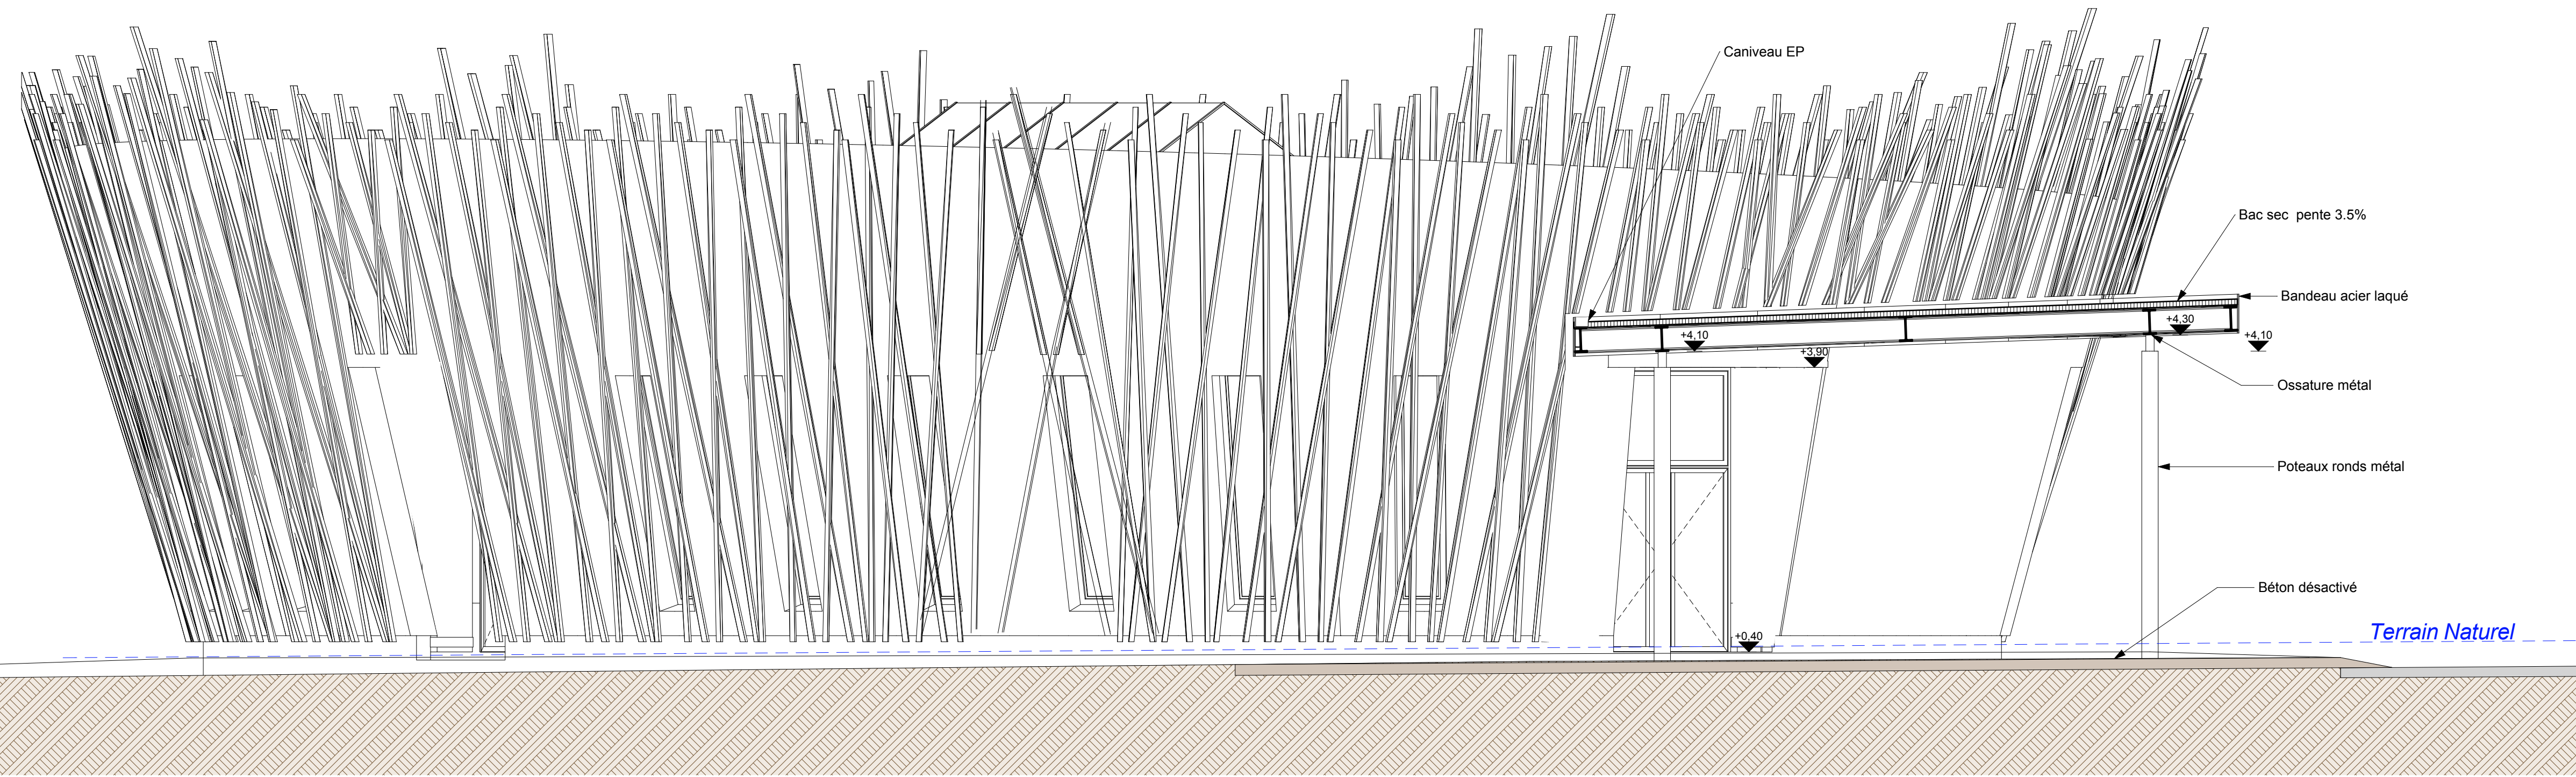 Caniveau EP
Bac sec pente 3.5%
Bandeau acier laqué
+4,30
+4,10
+4,10
+3,90
Ossature métal
Poteaux ronds métal
Béton désactivé
Terrain Naturel
+0,40